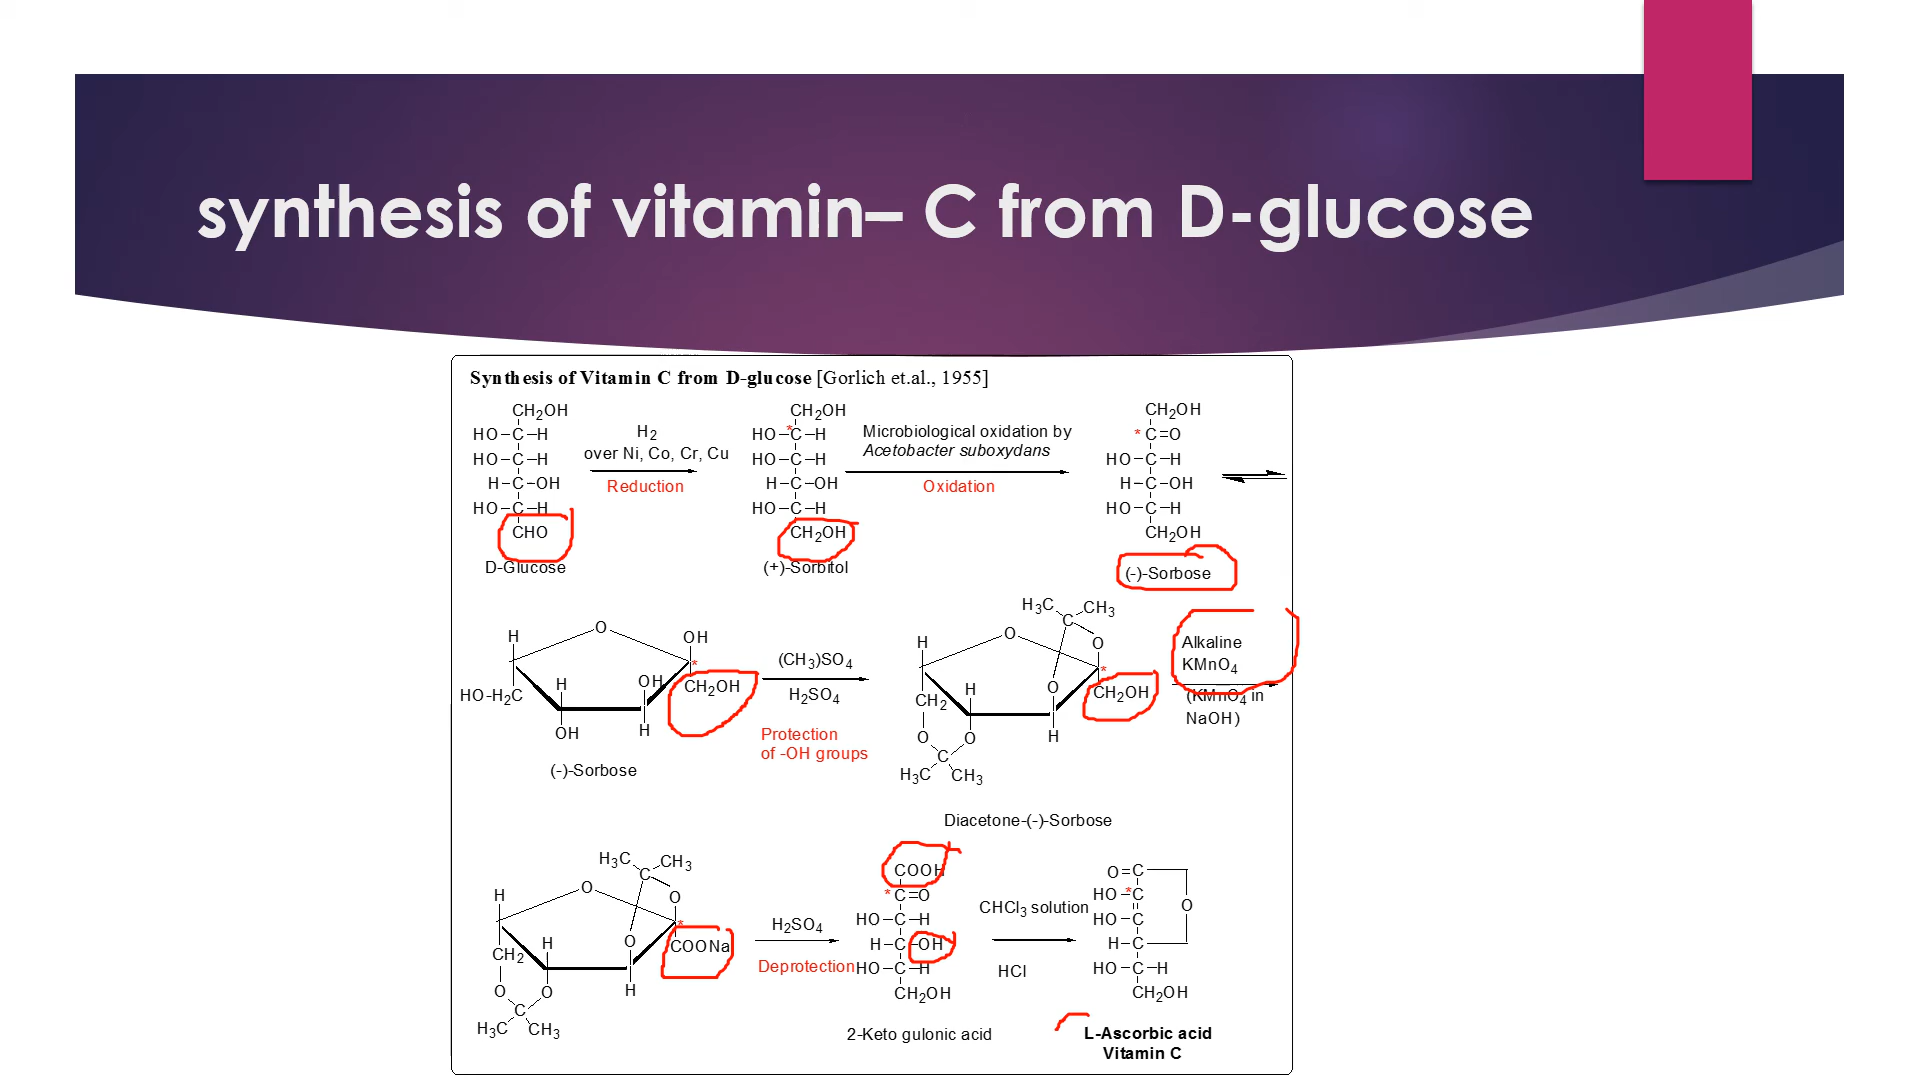 synthesis of vitamin– C from D-glucose
Synthesis of Vitamin C from D-glucose [Gorlich et.al., 1955]
CH2OH
HO-C-H
HO-C-H
H-C-OH
HO-C-H
CHO
D-Glucose
H2
over Ni, Co, Cr, Cu
Reduction
CH2OH
HO-*C-H
HO-C-H
H-C-OH
HO-C-H
CH2OH
(+)-Sorbitol
Microbiological oxidation by
Acetobacter suboxydans
Oxidation
CH2OH
*C=O
HO-C-H
H-C-OH
HO-C-H
CH2OH
(-)-Sorbose
H
O
OH
*
HO-H2C
H
OH
CH2OH
OH
H
(-)-Sorbose
(CH3)SO4
H2SO4
Protection
of -OH groups
H3C
CH3
C
H
O
O
*
CH2
H
O
CH2OH
O
O
H
C
H3C
CH3
Diacetone-(-)-Sorbose
Alkaline
KMnO4
(KMnO4 in
NaOH)
H3C
CH3
C
H
O
O
*
CH2
H
O
COONa
O
O
H
C
H3C
CH3
H2SO4
Deprotection
COOH
*C=O
HO-C-H
H-C-OH
HO-C-H
CH2OH
2-Keto gulonic acid
CHCl3 solution
HCl
O=C
HO-*C
O
HO-C
H-C
HO-C-H
CH2OH
L-Ascorbic acid
Vitamin C